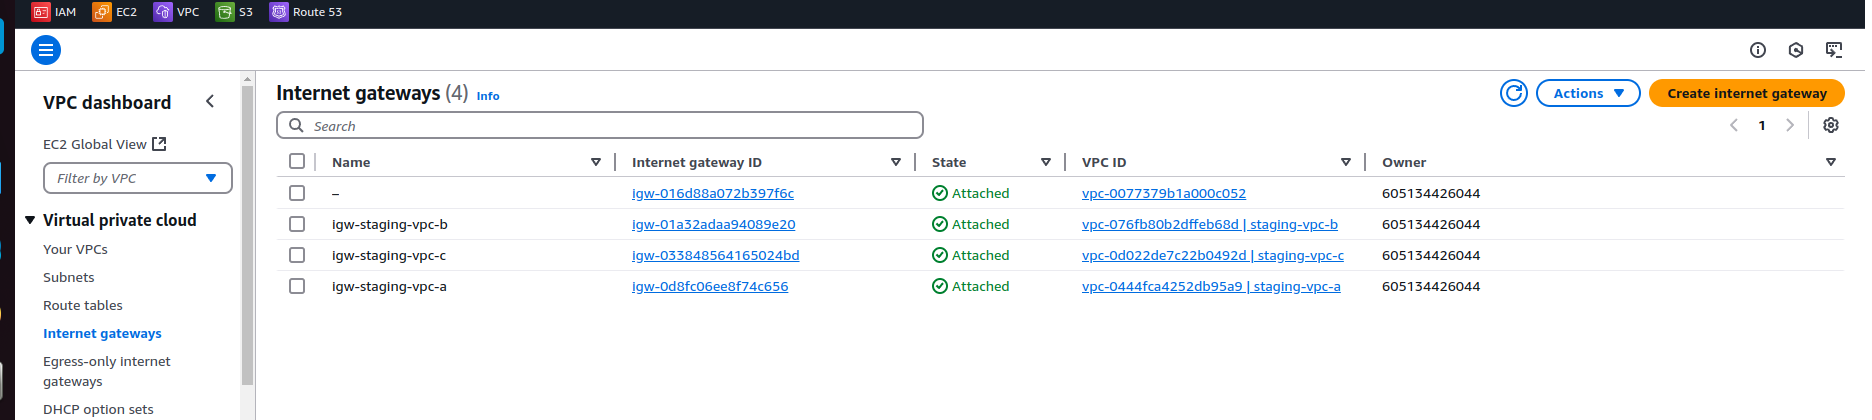 IAM EC2 VPC S3 Route 53
VPC dashboard
EC2 Global View
Filter by VPC
Virtual private cloud
Your VPCs
Subnets
Route tables
Internet gateways
Egress-only internet
gateways
DHCP option sets
Internet gateways (4) Info
Actions
Create internet gateway
Search
1
Name Internet gateway ID State VPC ID Owner
– igw-016d88a072b397f6c Attached vpc-0077379b1a000c052 605134426044
igw-staging-vpc-b igw-01a32adaa94089e20 Attached vpc-076fb80b2dffeb68d | staging-vpc-b 605134426044
igw-staging-vpc-c igw-033848564165024bd Attached vpc-0d022de7c22b0492d | staging-vpc-c 605134426044
igw-staging-vpc-a igw-0d8fc06ee8f74c656 Attached vpc-0444fca4252db95a9 | staging-vpc-a 605134426044